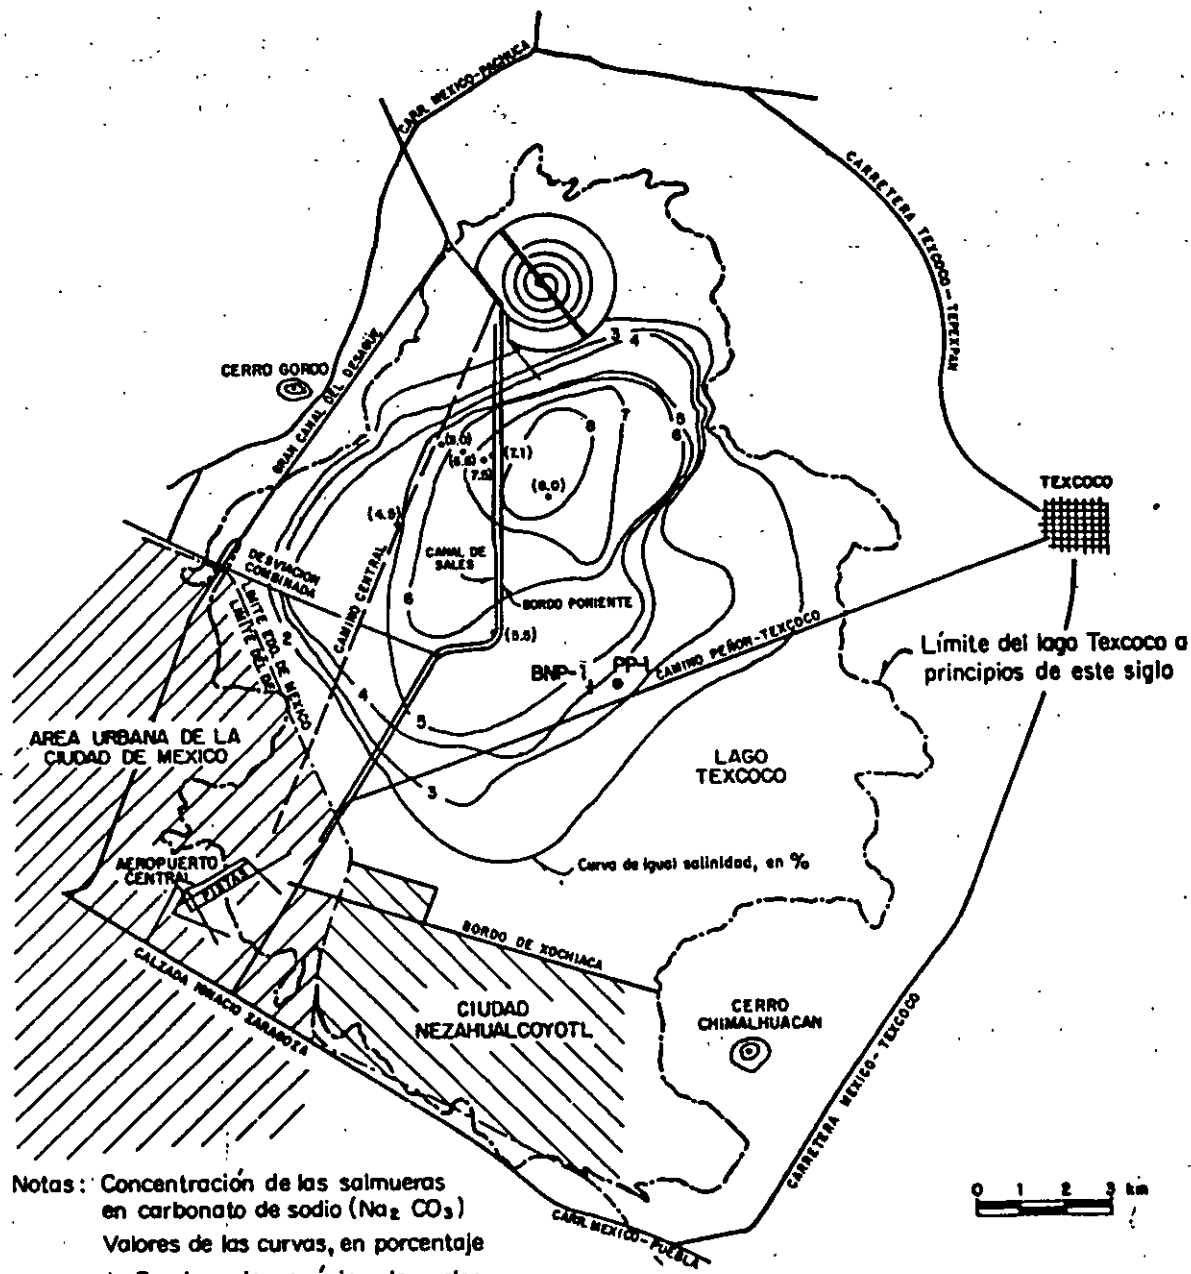 CARR. MEXICO-PACHUCA
CARRETERA TEXCOCO-TEPEXPAN
CERRO GORDO
GRAN CANAL DEL DESAGÜE
3
4
5
6
7
8
(7.1)
7.5
(8.0)
(4.5)
TEXCOCO
DESVIACION
COMBINADA
CAMINO CENTRAL
CANAL DE
SALES
BORDO PONIENTE
(5.5)
6
2
LIMITE EDO. DE MEXICO
LIMITE DEL DF
BNP-1
PP-1
CAMINO PEÑON-TEXCOCO
Límite del lago Texcoco a
principios de este siglo
4
5
3
AREA URBANA DE LA
CIUDAD DE MEXICO
LAGO
TEXCOCO
Curva de igual salinidad, en %
AEROPUERTO
CENTRAL
PISTAS
BORDO DE XOCHIACA
CALZADA IGNACIO ZARAGOZA
CIUDAD
NEZAHUALCOYOTL
CERRO
CHIMALHUACAN
CARRETERA MEXICO-TEXCOCO
CARR. MEXICO-PUEBLA
0 1 2 3 km
Notas: Concentración de las salmueras
en carbonato de sodio (Na2 CO3)
Valores de las curvas, en porcentaje